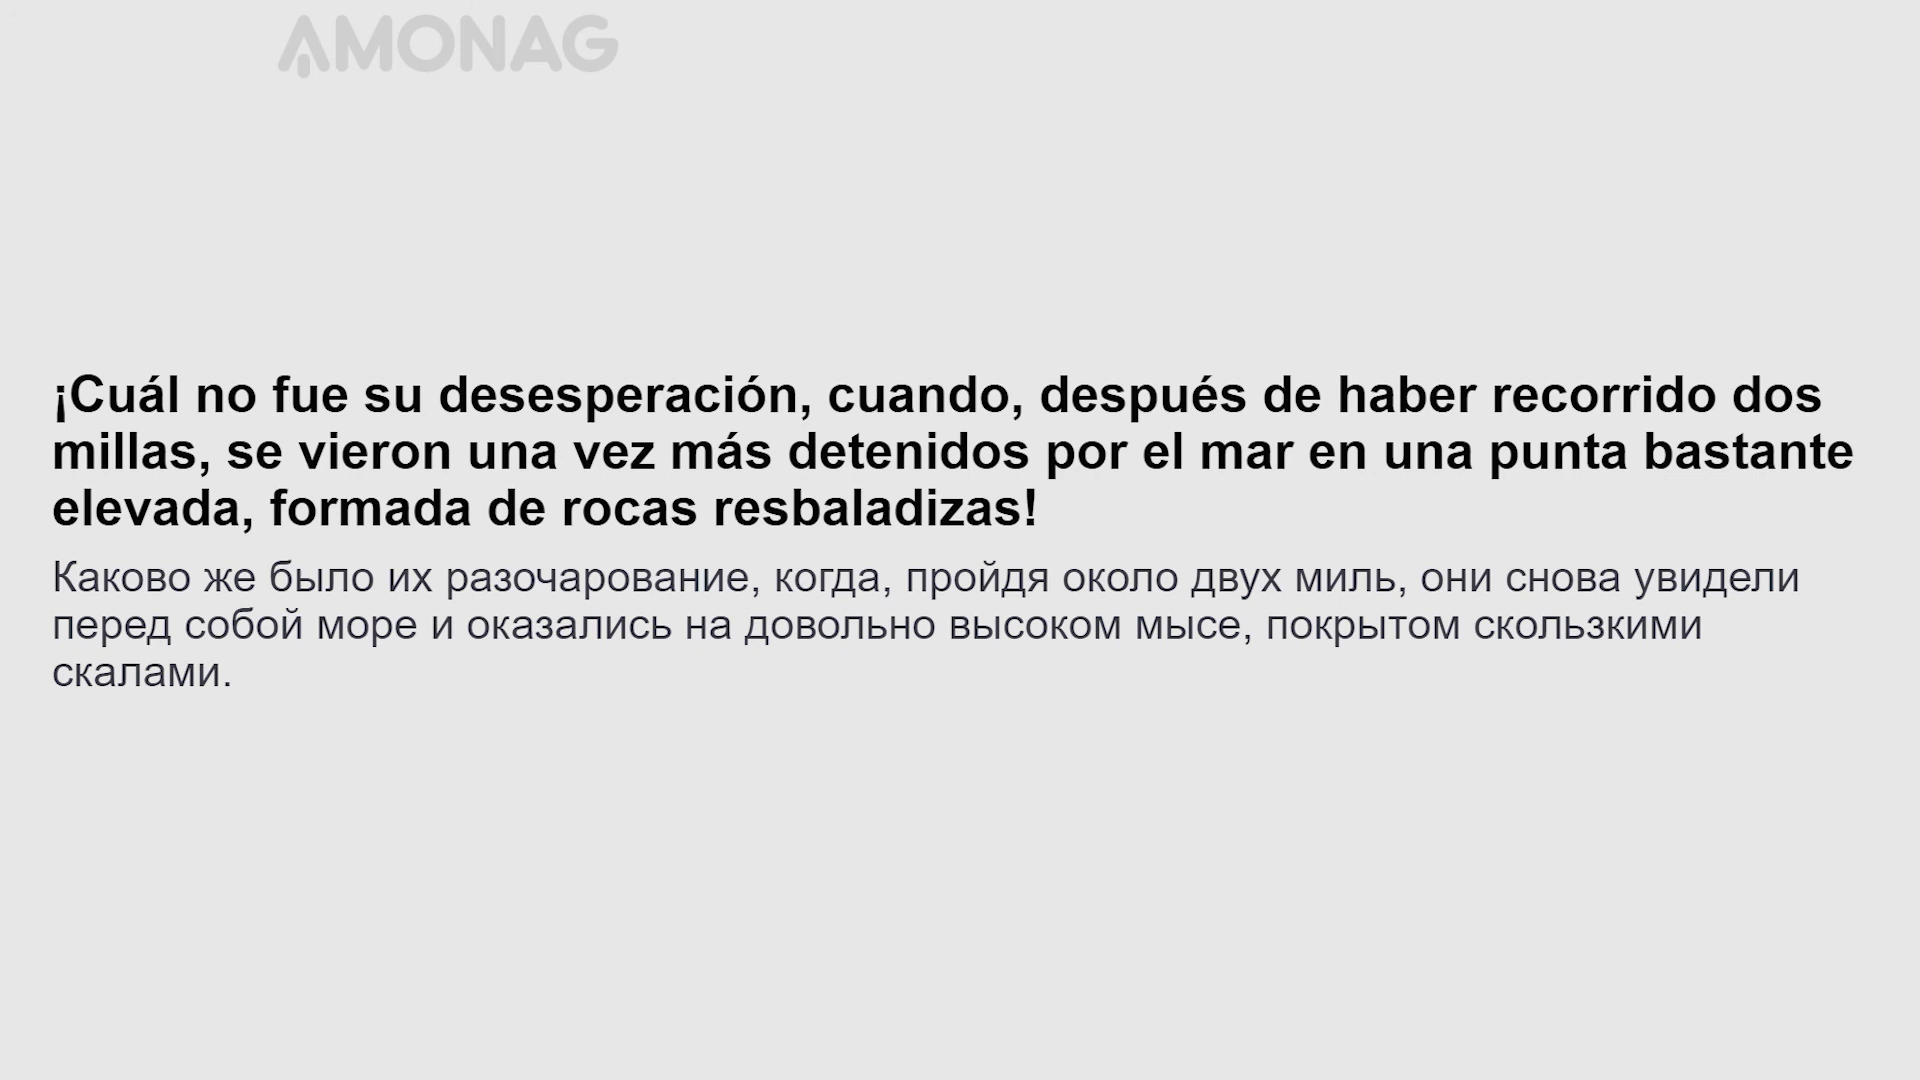 AMONAG
¡Cuál no fue su desesperación, cuando, después de haber recorrido dos
millas, se vieron una vez más detenidos por el mar en una punta bastante
elevada, formada de rocas resbaladizas!
Каково же было их разочарование, когда, пройдя около двух миль, они снова увидели
перед собой море и оказались на довольно высоком мысе, покрытом скользкими
скалами.